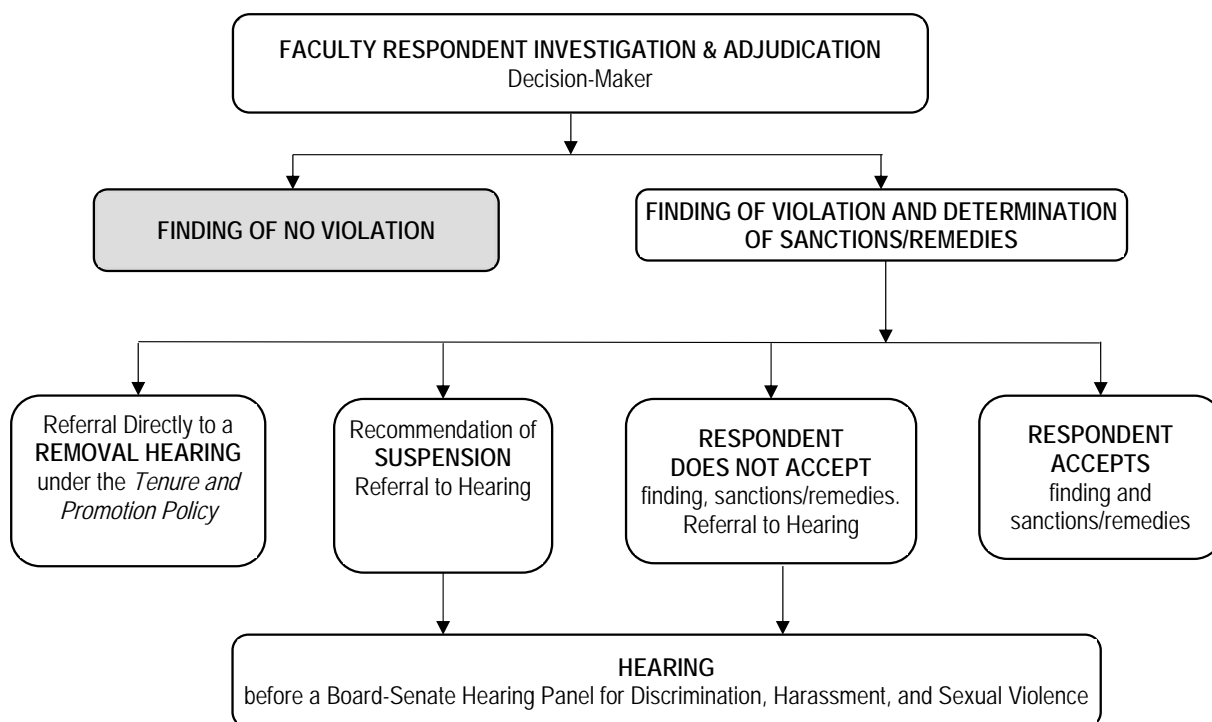 FACULTY RESPONDENT INVESTIGATION & ADJUDICATION
Decision-Maker
FINDING OF NO VIOLATION
FINDING OF VIOLATION AND DETERMINATION
OF SANCTIONS/REMEDIES
Referral Directly to a
REMOVAL HEARING
under the Tenure and
Promotion Policy
Recommendation of
SUSPENSION
Referral to Hearing
RESPONDENT
DOES NOT ACCEPT
finding, sanctions/remedies.
Referral to Hearing
RESPONDENT
ACCEPTS
finding and
sanctions/remedies
HEARING
before a Board-Senate Hearing Panel for Discrimination, Harassment, and Sexual Violence